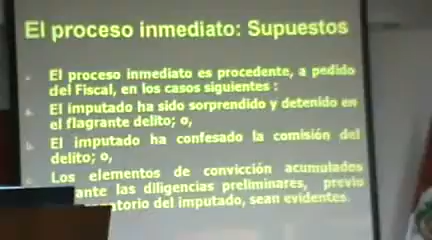 El proceso inmediato: Supuestos
El proceso inmediato es procedente, a pedido
del Fiscal, en los casos siguientes :
El imputado ha sido sorprendido y detenido en
el flagrante delito; o,
El imputado ha confesado la comisión del
delito; o,
Los elementos de convicción acumulados
ante las diligencias preliminares, previo
atorio del imputado, sean evidentes.